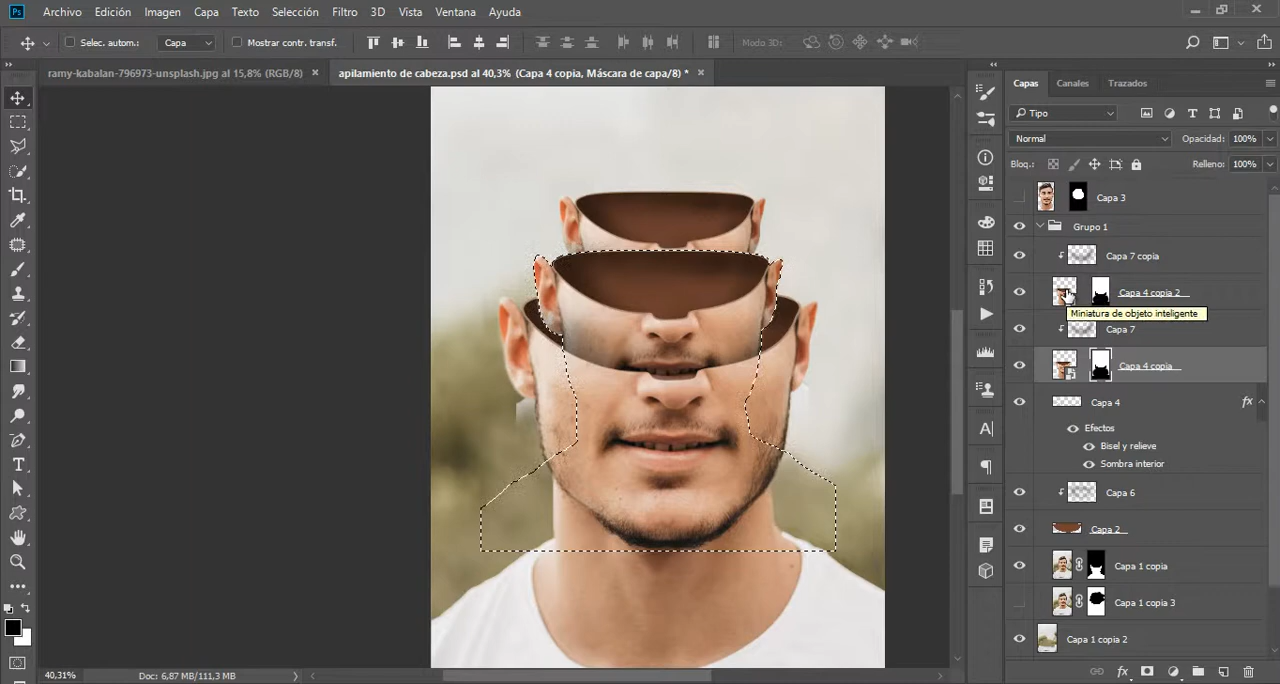 Ps Archivo Edición Imagen Capa Texto Selección Filtro 3D Vista Ventana Ayuda
Selec. autom.: Capa Mostrar contr. transf. Modo 3D:
ramy-kabalan-796973-unsplash.jpg al 15,8% (RGB/8) × apilamiento de cabeza.psd al 40,3% (Capa 4 copia, Máscara de capa/8) * ×
Capas Canales Trazados
Tipo
Normal Opacidad: 100%
Bloq.: Relleno: 100%
Capa 3
Grupo 1
Capa 7 copia
Capa 4 copia 2
Miniatura de objeto inteligente
Capa 7
Capa 4 copia
Capa 4 fx
Efectos
Bisel y relieve
Sombra interior
Capa 6
Capa 2
Capa 1 copia
Capa 1 copia 3
Capa 1 copia 2
40,31% Doc: 6,87 MB/111,3 MB
fx